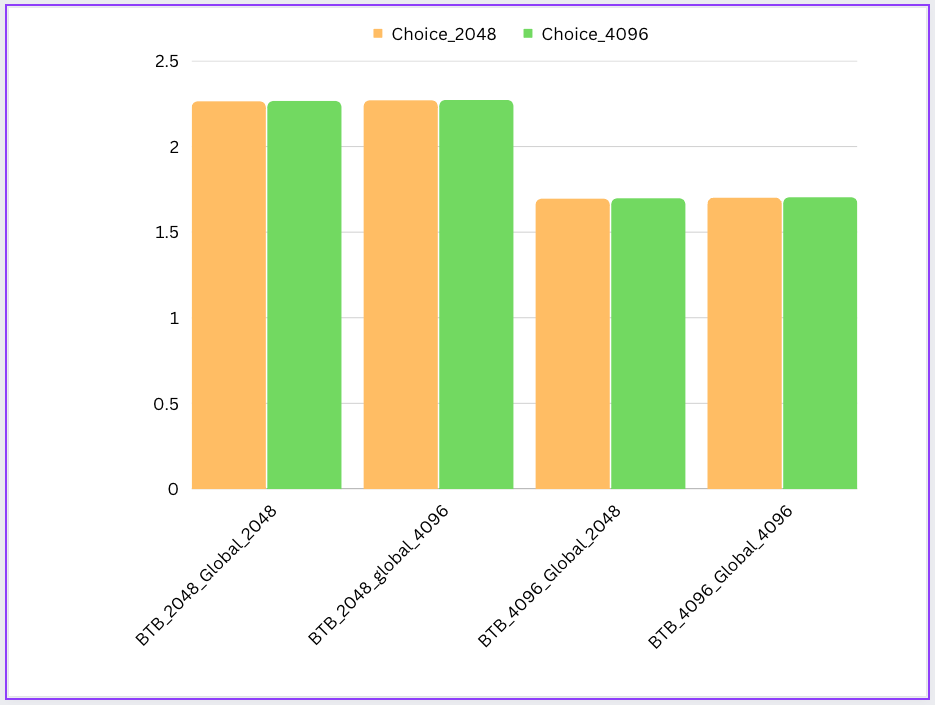 Choice_2048 Choice_4096
2.5
2
1.5
1
0.5
0
BTB_2048_Global_2048
BTB_2048_global_4096
BTB_4096_Global_2048
BTB_4096_Global_4096